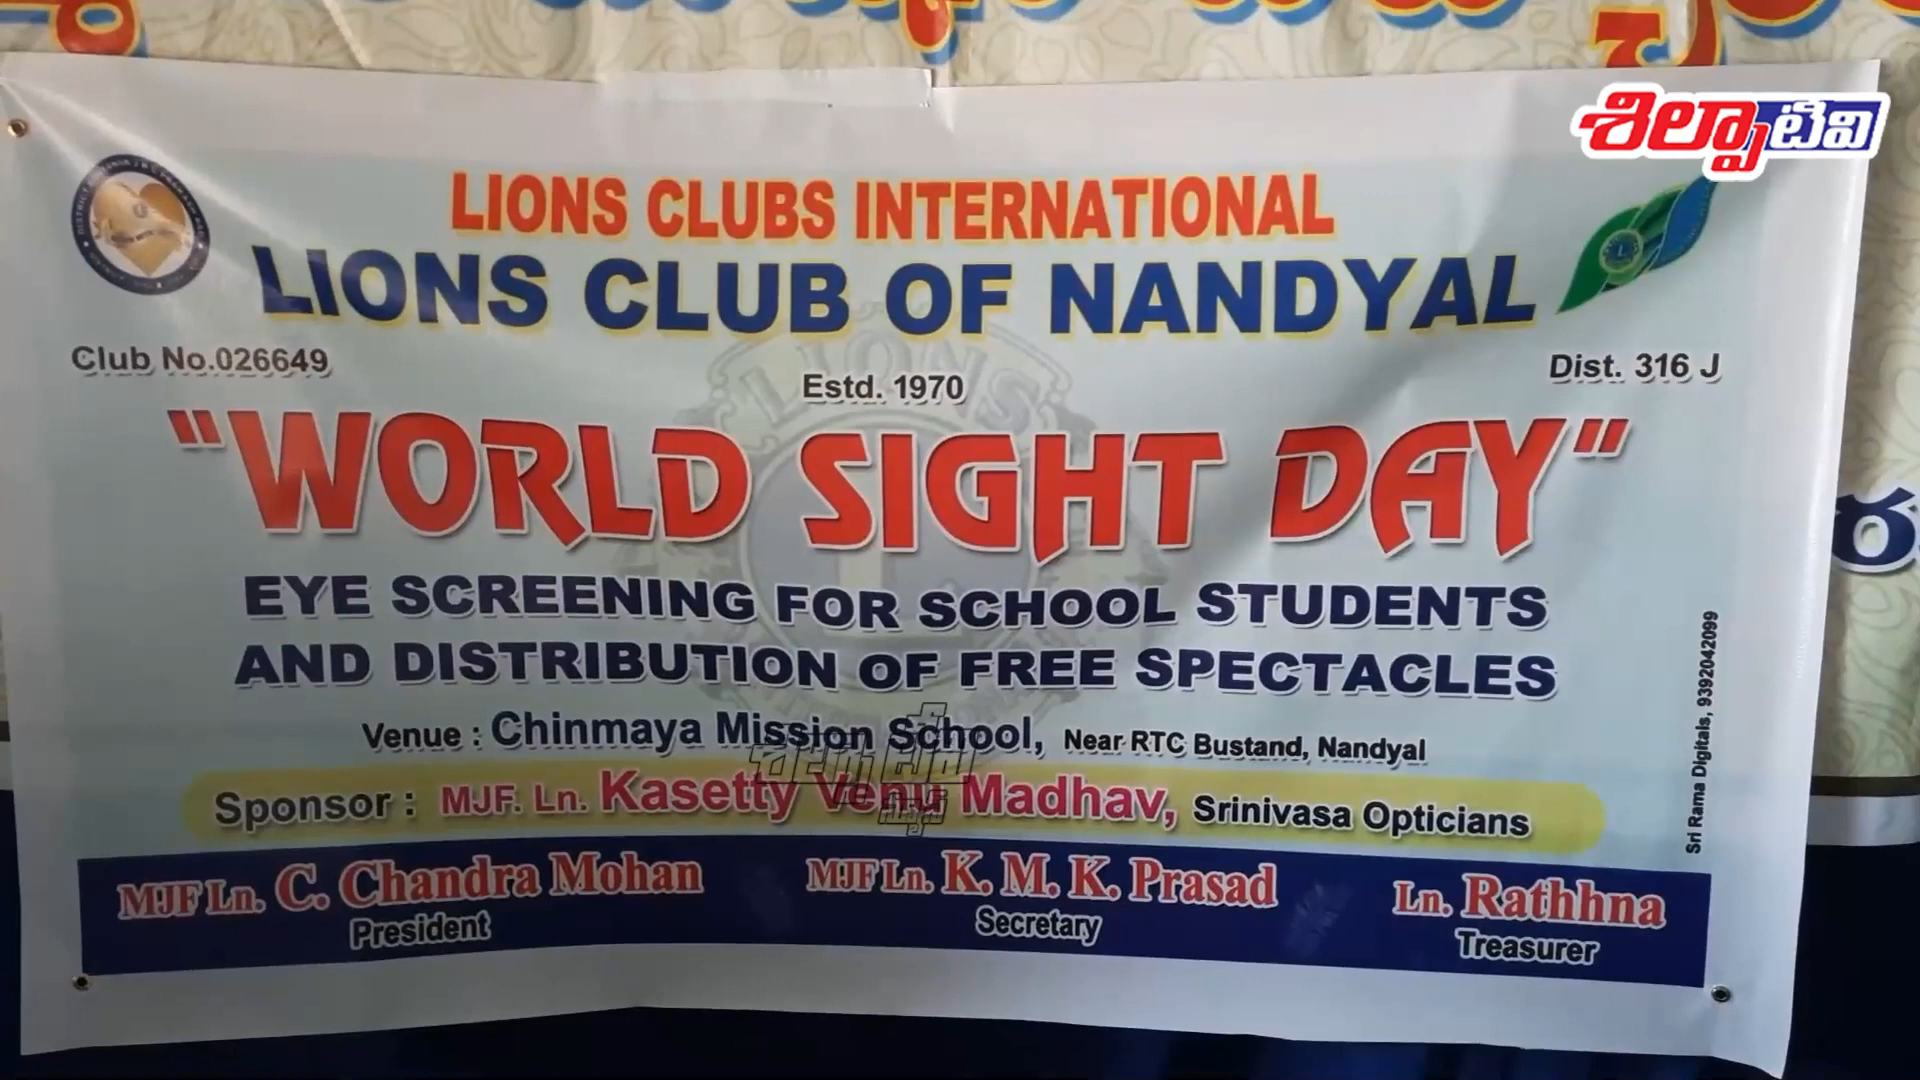 శిల్పా టీవి
LIONS CLUBS INTERNATIONAL
LIONS CLUB OF NANDYAL
Club No.026649
Estd. 1970
Dist. 316 J
"WORLD SIGHT DAY"
EYE SCREENING FOR SCHOOL STUDENTS
AND DISTRIBUTION OF FREE SPECTACLES
Venue : Chinmaya Mission School, Near RTC Bustand, Nandyal
Sponsor : MJF. Ln. Kasetty Venu Madhav, Srinivasa Opticians
MJF Ln. C. Chandra Mohan
President
MJF Ln. K. M. K. Prasad
Secretary
Ln. Rathhna
Treasurer
Sri Rama Digitals, 9392042099